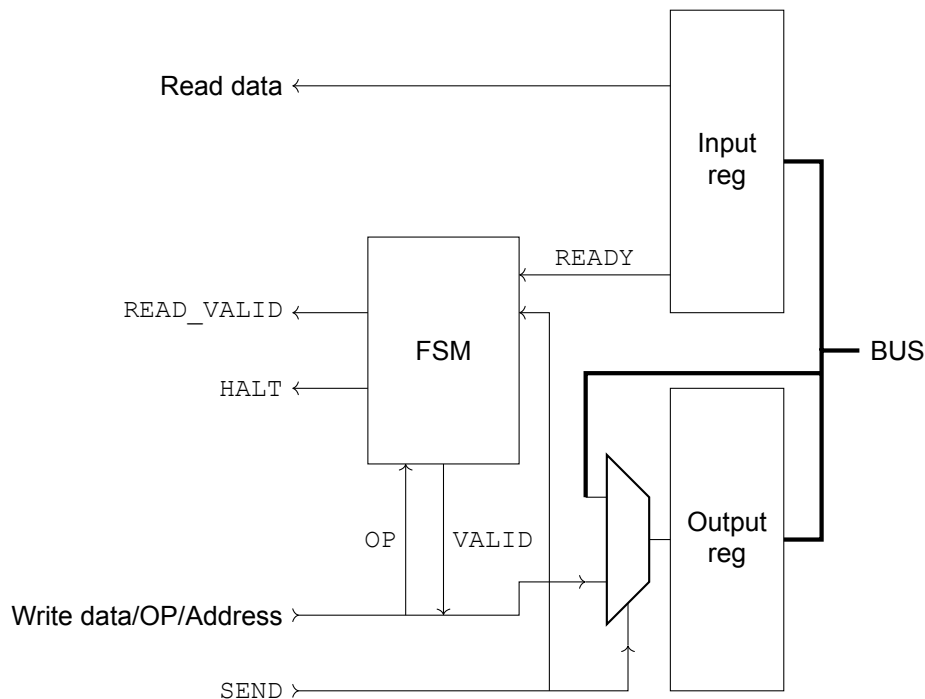 Read data
Input
reg
READY
READ_VALID
FSM
HALT
BUS
OP
VALID
Output
reg
Write data/OP/Address
SEND